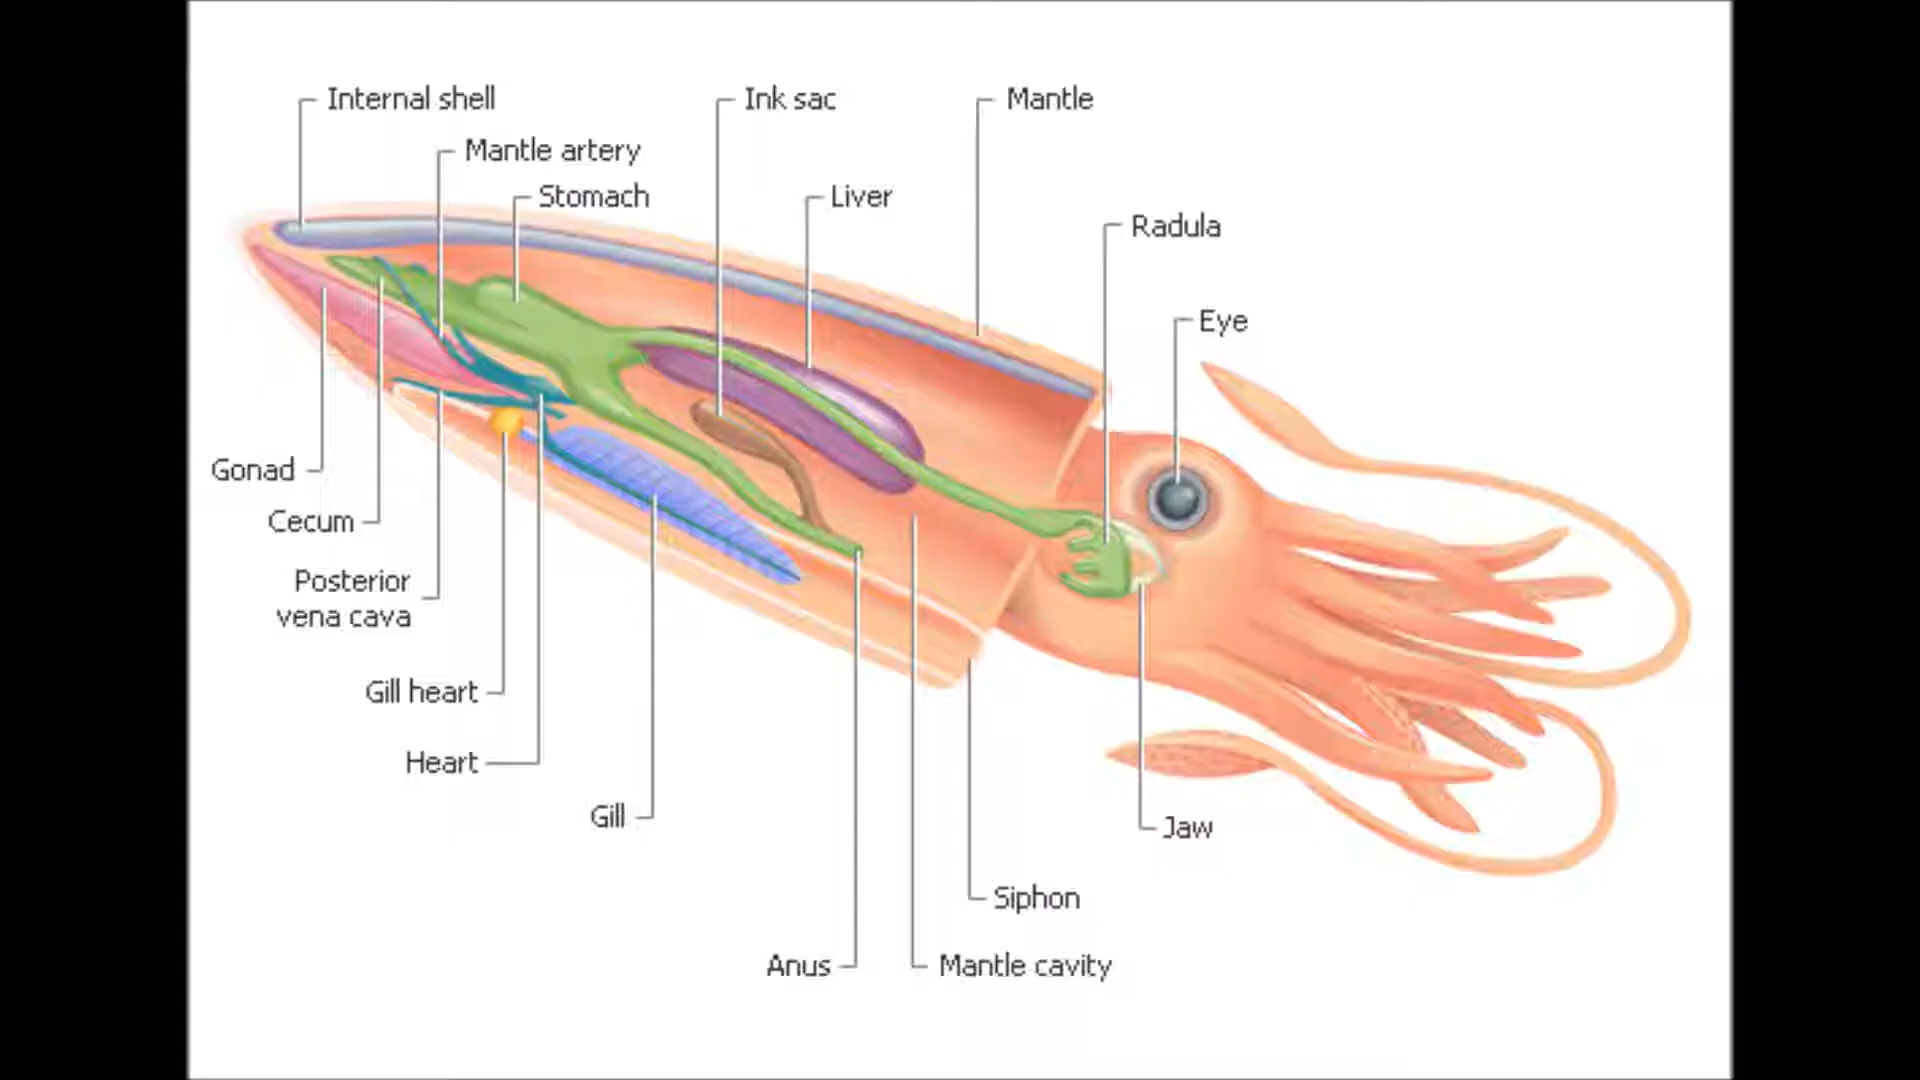 Internal shell
Ink sac
Mantle
Mantle artery
Stomach
Liver
Radula
Eye
Gonad
Cecum
Posterior
vena cava
Gill heart
Heart
Gill
Jaw
Siphon
Anus
Mantle cavity